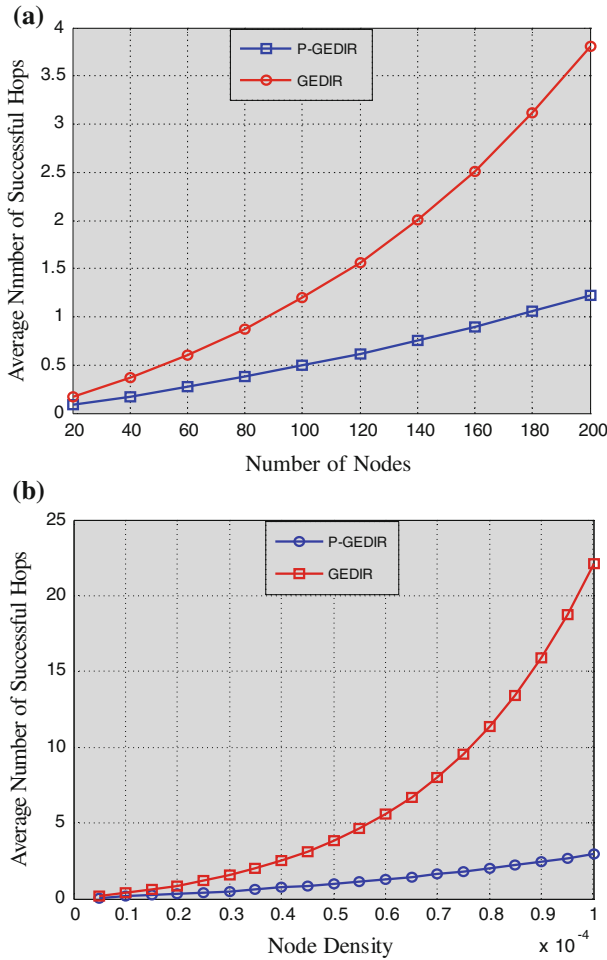 (a)
4
3.5
3
2.5
2
1.5
1
0.5
0
P-GEDIR
GEDIR
Average Nnmber of Successful Hops
20 40 60 80 100 120 140 160 180 200
Number of Nodes
(b)
25
20
15
10
5
0
P-GEDIR
GEDIR
Average Number of Successful Hops
0 0.1 0.2 0.3 0.4 0.5 0.6 0.7 0.8 0.9 1
x 10⁻⁴
Node Density